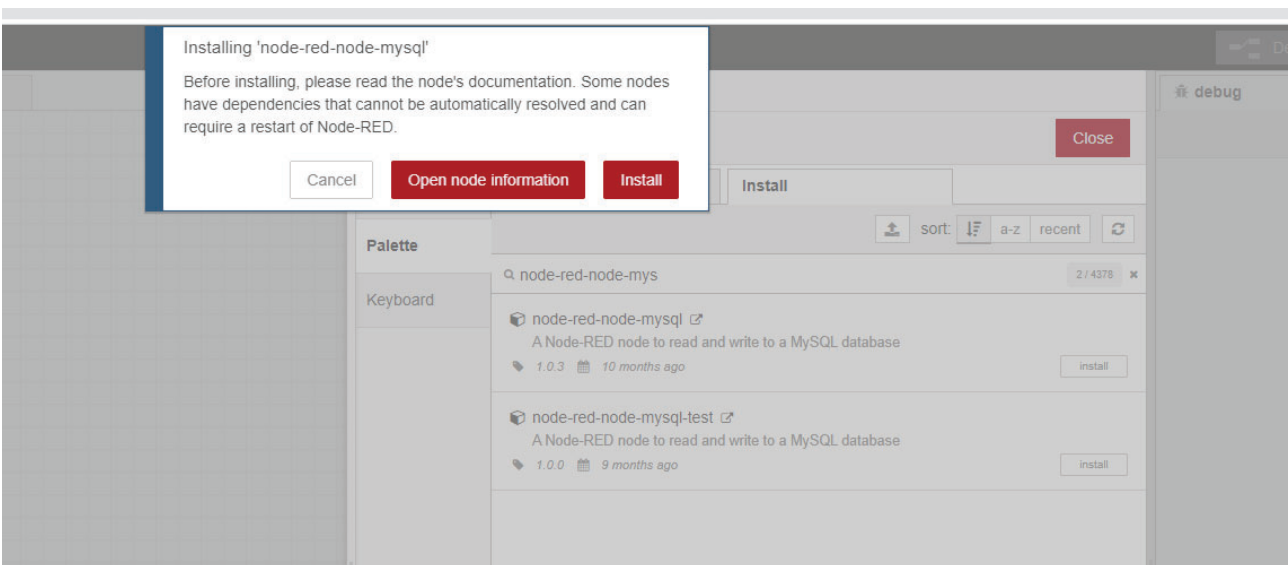 Installing 'node-red-node-mysql'
Before installing, please read the node's documentation. Some nodes
have dependencies that cannot be automatically resolved and can
require a restart of Node-RED.
Cancel Open node information Install
debug
Close
Install
sort: a-z recent
Palette
node-red-node-mys 2 / 4378
Keyboard
node-red-node-mysql
A Node-RED node to read and write to a MySQL database
1.0.3 10 months ago install
node-red-node-mysql-test
A Node-RED node to read and write to a MySQL database
1.0.0 9 months ago install